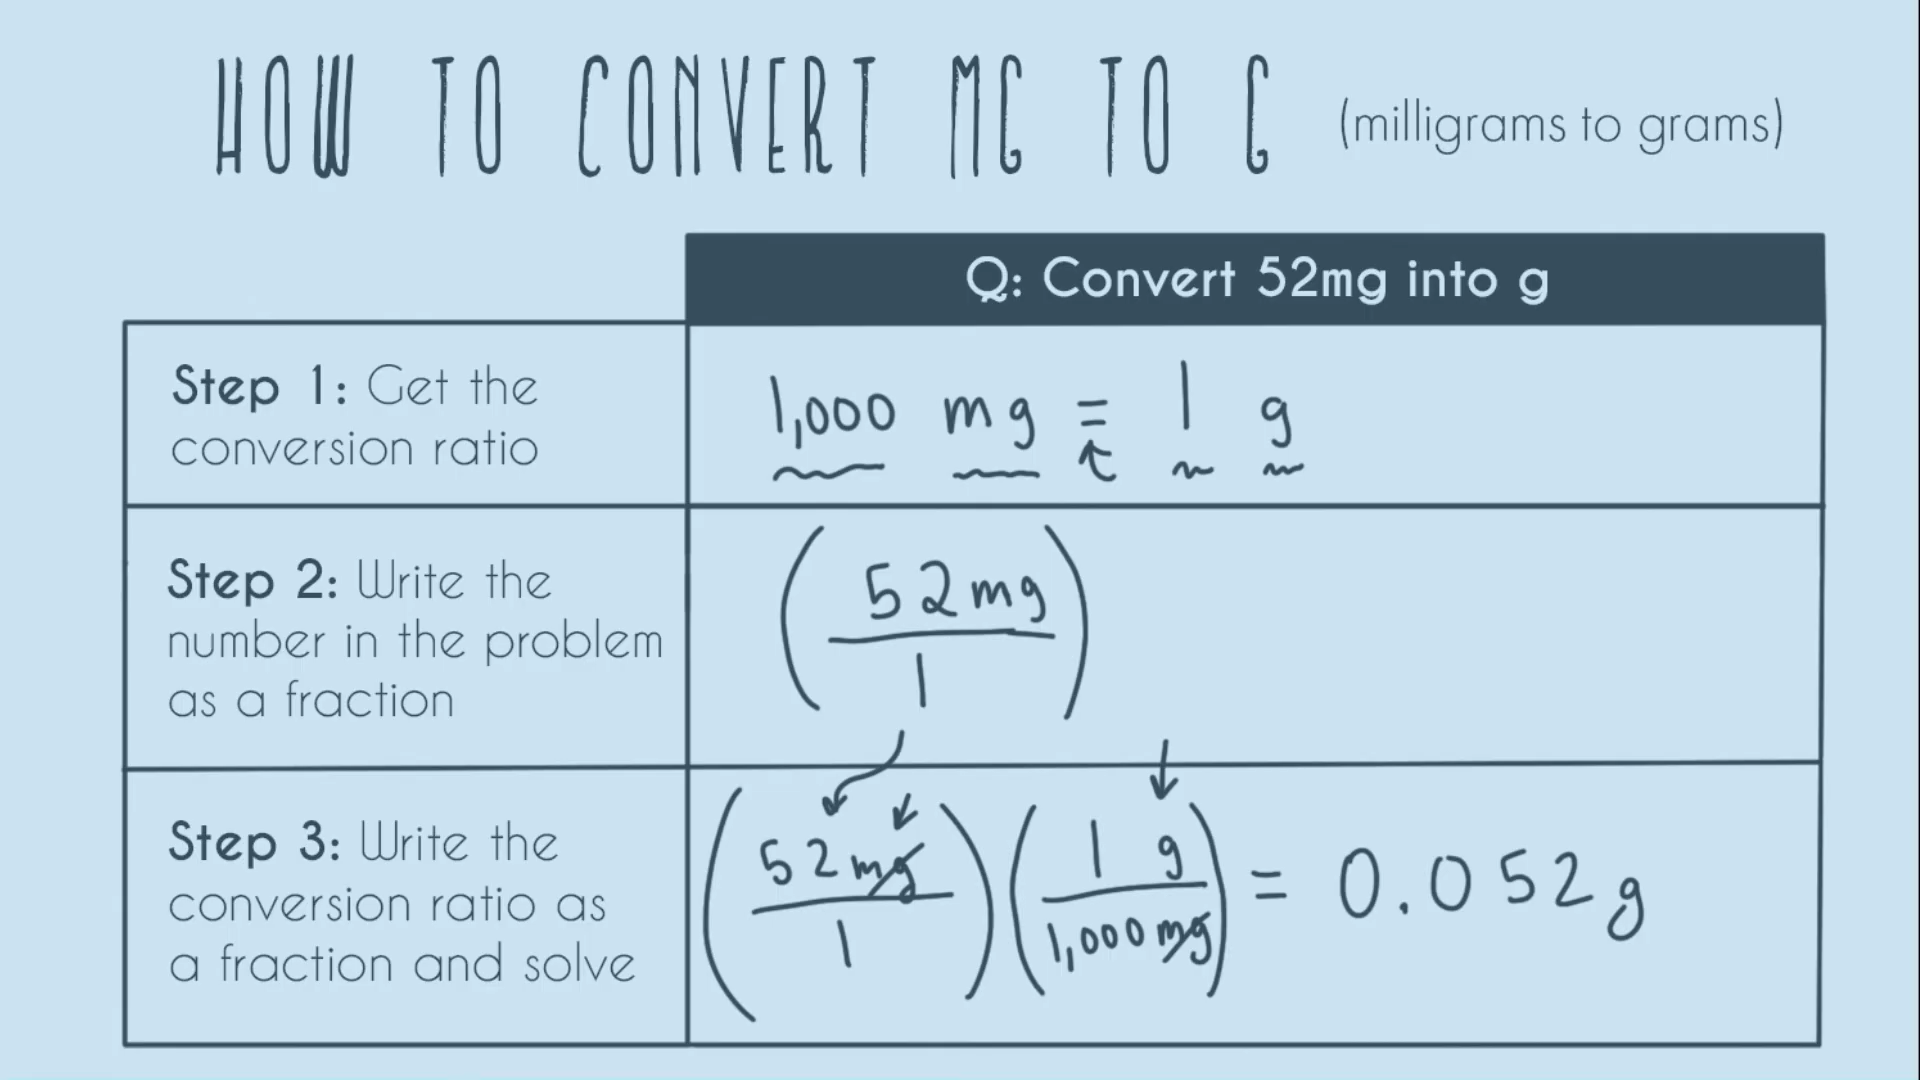 HOW TO CONVERT MG TO G (milligrams to grams)
Q: Convert 52mg into g
Step 1: Get the
conversion ratio
1,000 mg = 1 g
Step 2: Write the
number in the problem
as a fraction
(52mg
1)
Step 3: Write the
conversion ratio as
a fraction and solve
(52mg / 1) (1 g / 1,000 mg) = 0.052g